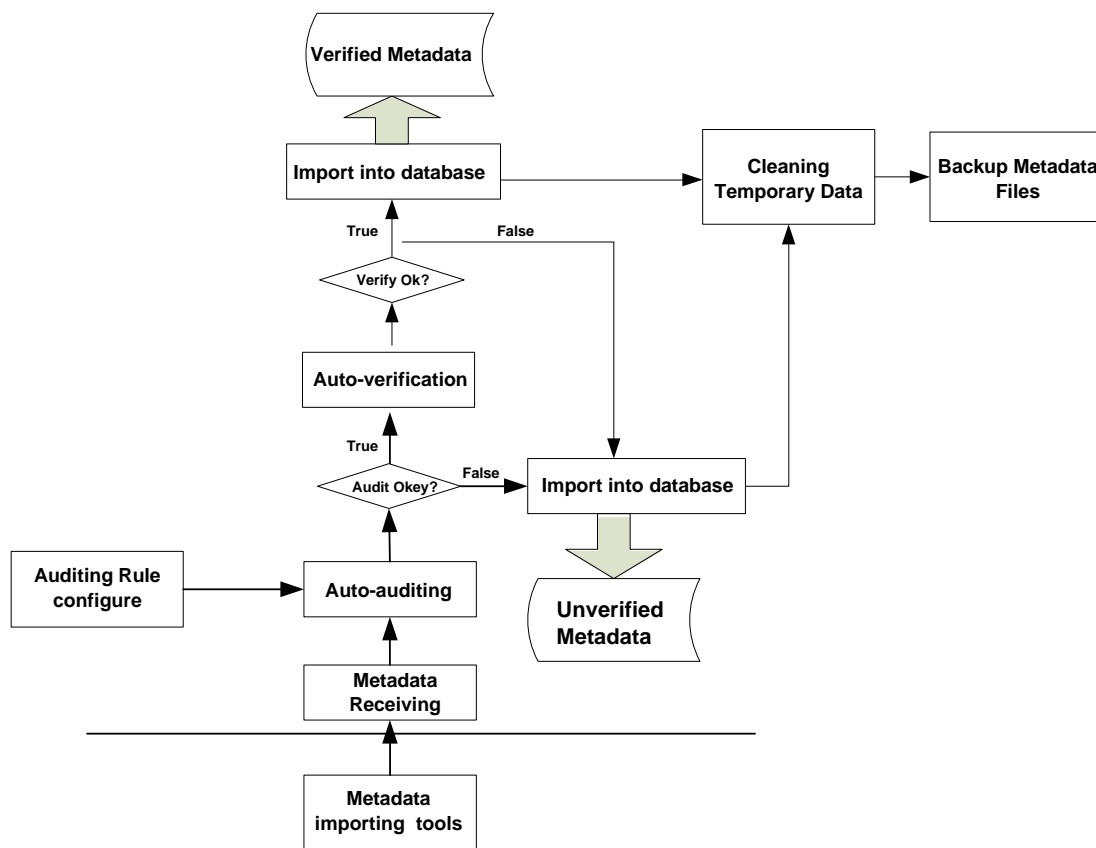 Verified Metadata
Import into database
Cleaning
Temporary Data
Backup Metadata
Files
True
False
Verify Ok?
Auto-verification
True
Audit Okey?
False
Import into database
Auditing Rule
configure
Auto-auditing
Unverified
Metadata
Metadata
Receiving
Metadata
importing tools